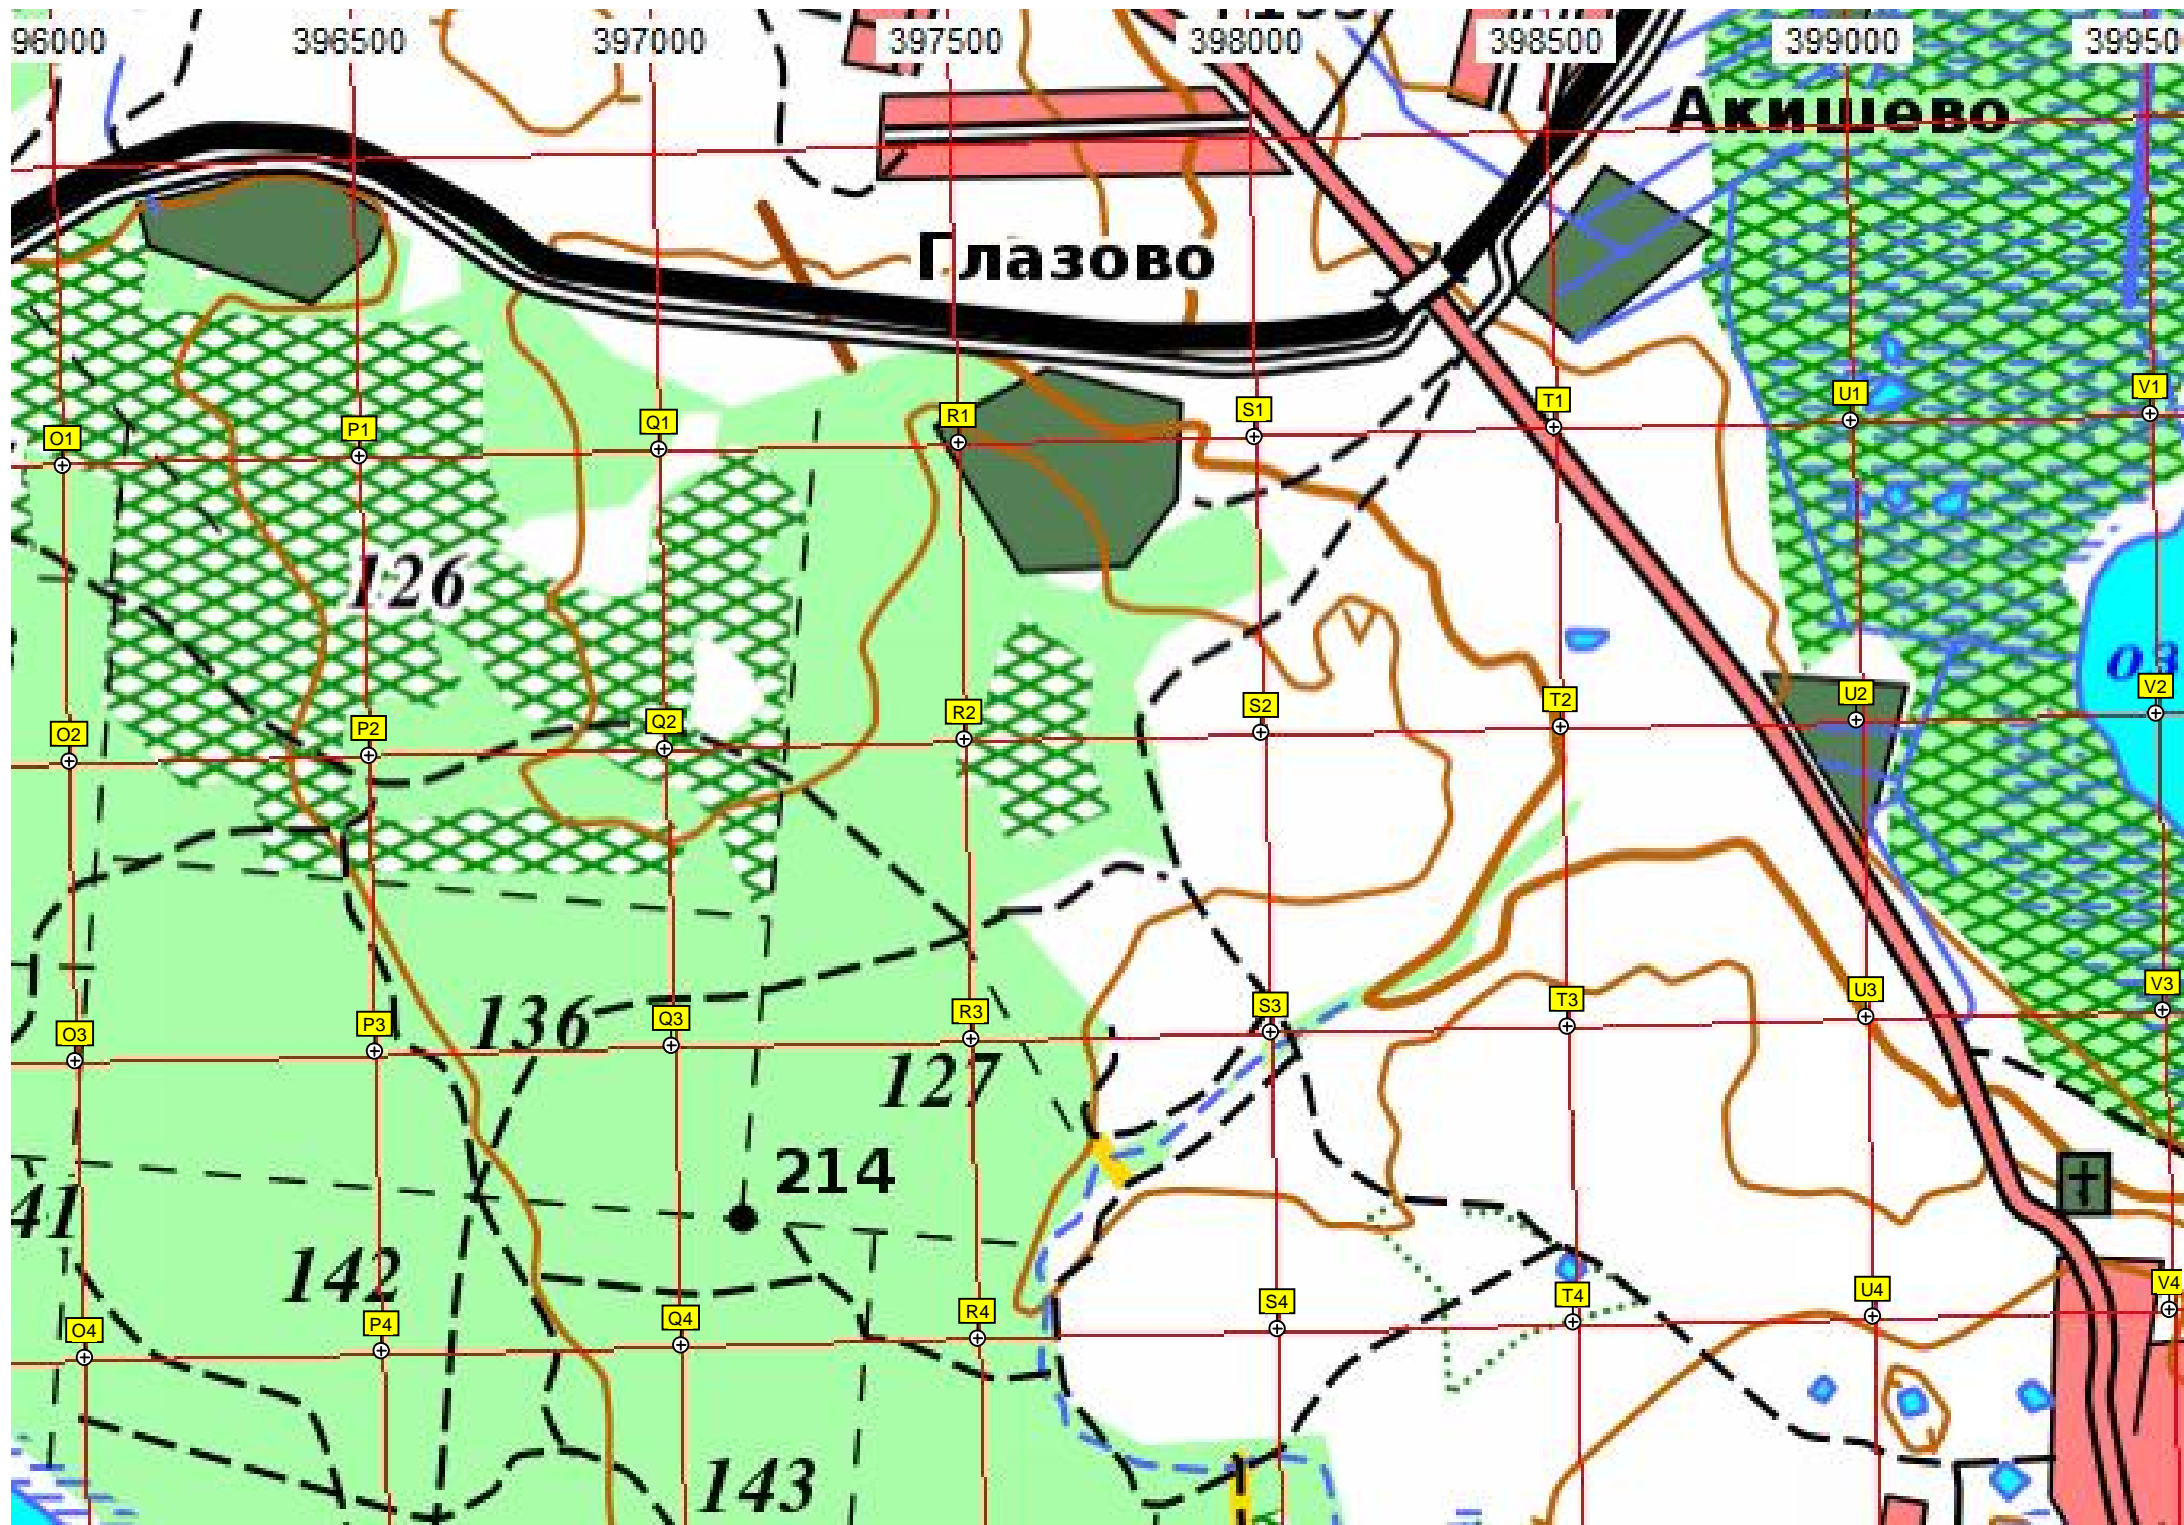 96000 396500 397000 397500 398000 398500 399000 39950
Акишево
Глазово
O1 P1 Q1 R1 S1 T1 U1 V1
126
O2 P2 Q2 R2 S2 T2 U2 V2
O3 P3 Q3 R3 S3 T3 U3 V3
136
127
214
41
142
O4 P4 Q4 R4 S4 T4 U4 V4
143